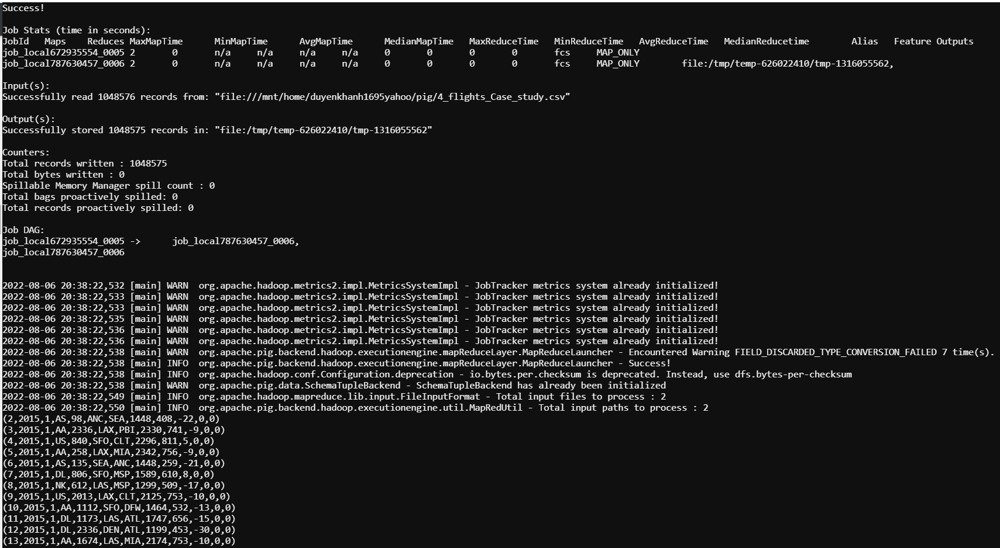 Success!
Job Stats (time in seconds):
JobId Maps Reduces MaxMapTime MinMapTime AvgMapTime MedianMapTime MaxReduceTime MinReduceTime AvgReduceTime MedianReducetime Alias Feature Outputs
job_local672935554_0005 2 0 n/a n/a n/a n/a 0 0 0 0 fcs MAP_ONLY
job_local787630457_0006 2 0 n/a n/a n/a n/a 0 0 0 0 fcs MAP_ONLY file:/tmp/temp-626022410/tmp-1316055562,
Input(s):
Successfully read 1048576 records from: "file:///mnt/home/duyenkhanh1695yahoo/pig/4_flights_Case_study.csv"
Output(s):
Successfully stored 1048575 records in: "file:/tmp/temp-626022410/tmp-1316055562"
Counters:
Total records written : 1048575
Total bytes written : 0
Spillable Memory Manager spill count : 0
Total bags proactively spilled: 0
Total records proactively spilled: 0
Job DAG:
job_local672935554_0005 -> job_local787630457_0006,
job_local787630457_0006
2022-08-06 20:38:22,532 [main] WARN org.apache.hadoop.metrics2.impl.MetricsSystemImpl - JobTracker metrics system already initialized!
2022-08-06 20:38:22,533 [main] WARN org.apache.hadoop.metrics2.impl.MetricsSystemImpl - JobTracker metrics system already initialized!
2022-08-06 20:38:22,533 [main] WARN org.apache.hadoop.metrics2.impl.MetricsSystemImpl - JobTracker metrics system already initialized!
2022-08-06 20:38:22,535 [main] WARN org.apache.hadoop.metrics2.impl.MetricsSystemImpl - JobTracker metrics system already initialized!
2022-08-06 20:38:22,536 [main] WARN org.apache.hadoop.metrics2.impl.MetricsSystemImpl - JobTracker metrics system already initialized!
2022-08-06 20:38:22,536 [main] WARN org.apache.hadoop.metrics2.impl.MetricsSystemImpl - JobTracker metrics system already initialized!
2022-08-06 20:38:22,538 [main] WARN org.apache.pig.backend.hadoop.executionengine.mapReduceLayer.MapReduceLauncher - Encountered Warning FIELD_DISCARDED_TYPE_CONVERSION_FAILED 7 time(s).
2022-08-06 20:38:22,538 [main] INFO org.apache.pig.backend.hadoop.executionengine.mapReduceLayer.MapReduceLauncher - Success!
2022-08-06 20:38:22,538 [main] INFO org.apache.hadoop.conf.Configuration.deprecation - io.bytes.per.checksum is deprecated. Instead, use dfs.bytes-per-checksum
2022-08-06 20:38:22,538 [main] WARN org.apache.pig.data.SchemaTupleBackend - SchemaTupleBackend has already been initialized
2022-08-06 20:38:22,549 [main] INFO org.apache.hadoop.mapreduce.lib.input.FileInputFormat - Total input files to process : 2
2022-08-06 20:38:22,550 [main] INFO org.apache.pig.backend.hadoop.executionengine.util.MapRedUtil - Total input paths to process : 2
(2,2015,1,AS,98,ANC,SEA,1448,408,-22,0,0)
(3,2015,1,AA,2336,LAX,PBI,2330,741,-9,0,0)
(4,2015,1,US,840,SFO,CLT,2296,811,5,0,0)
(5,2015,1,AA,258,LAX,MIA,2342,756,-9,0,0)
(6,2015,1,AS,135,SEA,ANC,1448,259,-21,0,0)
(7,2015,1,DL,806,SFO,MSP,1589,610,8,0,0)
(8,2015,1,NK,612,LAS,MSP,1299,509,-17,0,0)
(9,2015,1,US,2013,LAX,CLT,2125,753,-10,0,0)
(10,2015,1,AA,1112,SFO,DFW,1464,532,-13,0,0)
(11,2015,1,DL,1173,LAS,ATL,1747,656,-15,0,0)
(12,2015,1,DL,2336,DEN,ATL,1199,453,-30,0,0)
(13,2015,1,AA,1674,LAS,MIA,2174,753,-10,0,0)